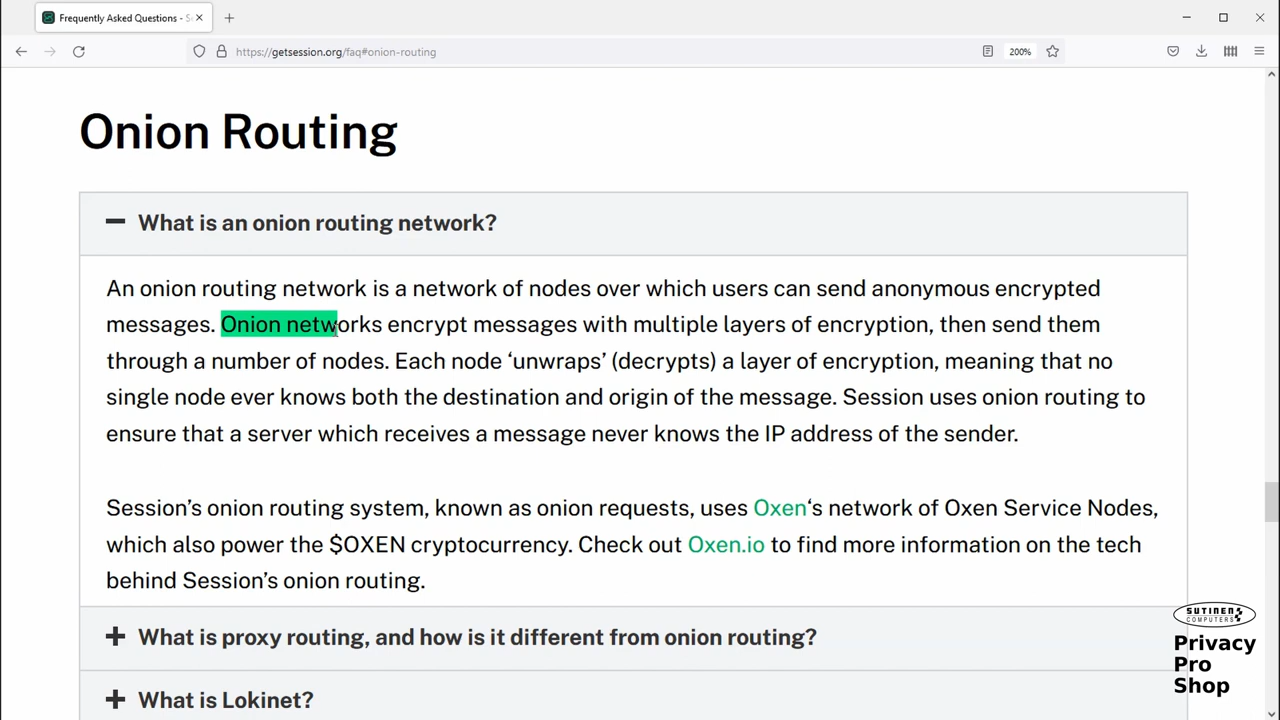 Frequently Asked Questions - S
https://getsession.org/faq#onion-routing
200%
Onion Routing
What is an onion routing network?
An onion routing network is a network of nodes over which users can send anonymous encrypted
messages. Onion networks encrypt messages with multiple layers of encryption, then send them
through a number of nodes. Each node ‘unwraps’ (decrypts) a layer of encryption, meaning that no
single node ever knows both the destination and origin of the message. Session uses onion routing to
ensure that a server which receives a message never knows the IP address of the sender.
Session’s onion routing system, known as onion requests, uses Oxen‘s network of Oxen Service Nodes,
which also power the $OXEN cryptocurrency. Check out Oxen.io to find more information on the tech
behind Session’s onion routing.
What is proxy routing, and how is it different from onion routing?
What is Lokinet?
SUTINEN
COMPUTERS
Privacy
Pro
Shop